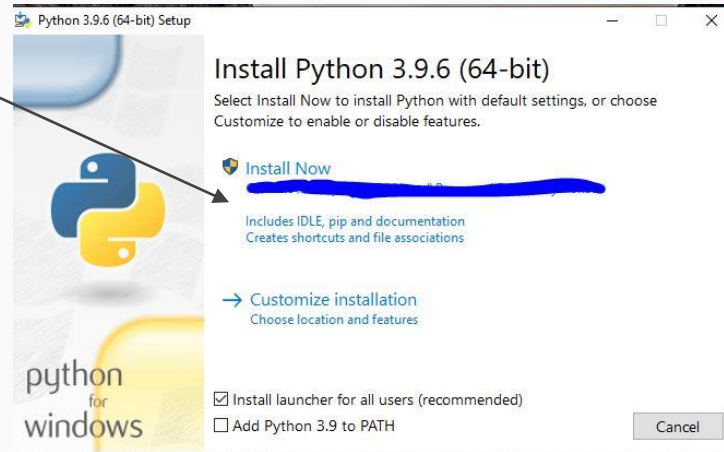 Python 3.9.6 (64-bit) Setup
Install Python 3.9.6 (64-bit)
Select Install Now to install Python with default settings, or choose
Customize to enable or disable features.
Install Now
Includes IDLE, pip and documentation
Creates shortcuts and file associations
→ Customize installation
Choose location and features
Install launcher for all users (recommended)
Add Python 3.9 to PATH
Cancel
python
for
windows